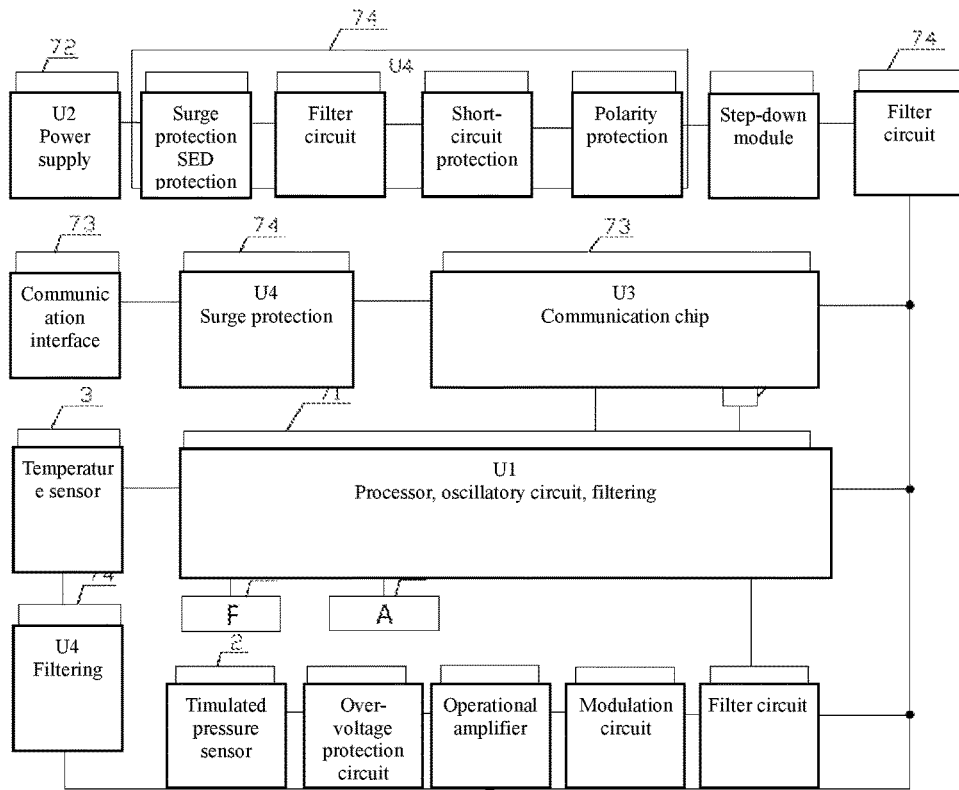 74
72
74
U4
U2
Power
supply
Surge
protection
SED
protection
Filter
circuit
Short-
circuit
protection
Polarity
protection
Step-down
module
Filter
circuit
73
74
73
Communic
ation
interface
U4
Surge protection
U3
Communication chip
3
71
Temperatur
e sensor
U1
Processor, oscillatory circuit, filtering
74
F
A
U4
Filtering
2
Timulated
pressure
sensor
Over-
voltage
protection
circuit
Operational
amplifier
Modulation
circuit
Filter circuit